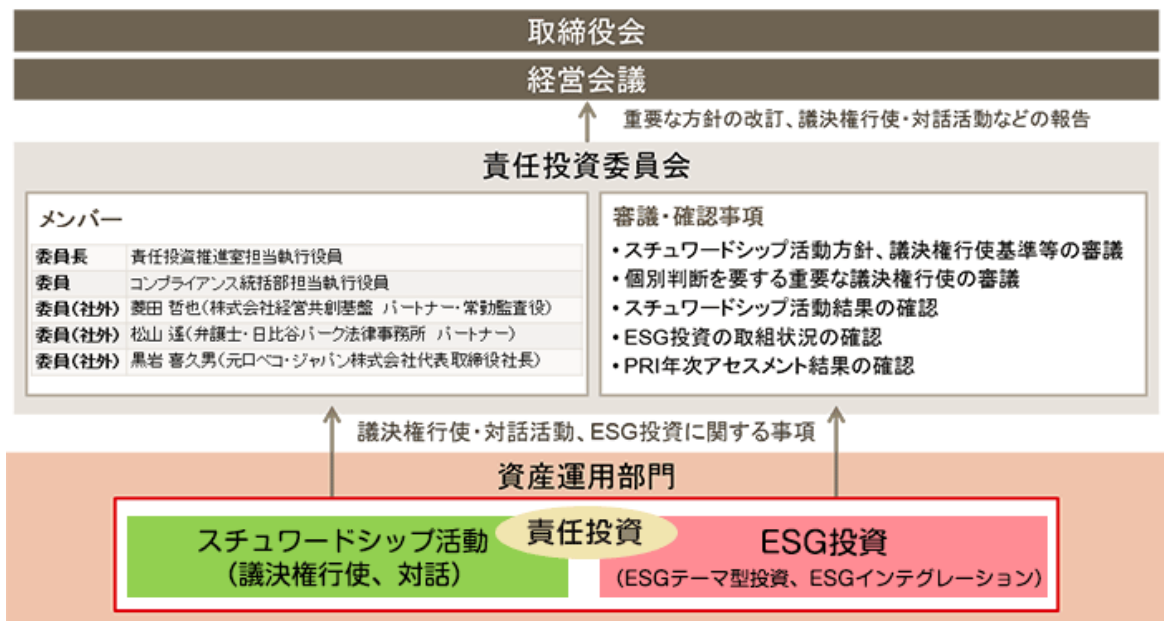 取締役会
経営会議
重要な方針の改訂、議決権行使・対話活動などの報告
責任投資委員会
メンバー
委員長 責任投資推進室担当執行役員
委員 コンプライアンス統括部担当執行役員
委員(社外) 菱田 哲也(株式会社経営共創基盤 パートナー・常勤監査役)
委員(社外) 松山 遙(弁護士・日比谷パーク法律事務所 パートナー)
委員(社外) 黒岩 喜久男(元ロベコ・ジャパン株式会社代表取締役社長)
審議・確認事項
・スチュワードシップ活動方針、議決権行使基準等の審議
・個別判断を要する重要な議決権行使の審議
・スチュワードシップ活動結果の確認
・ESG投資の取組状況の確認
・PRI年次アセスメント結果の確認
議決権行使・対話活動、ESG投資に関する事項
資産運用部門
責任投資
スチュワードシップ活動
(議決権行使、対話)
ESG投資
(ESGテーマ型投資、ESGインテグレーション)